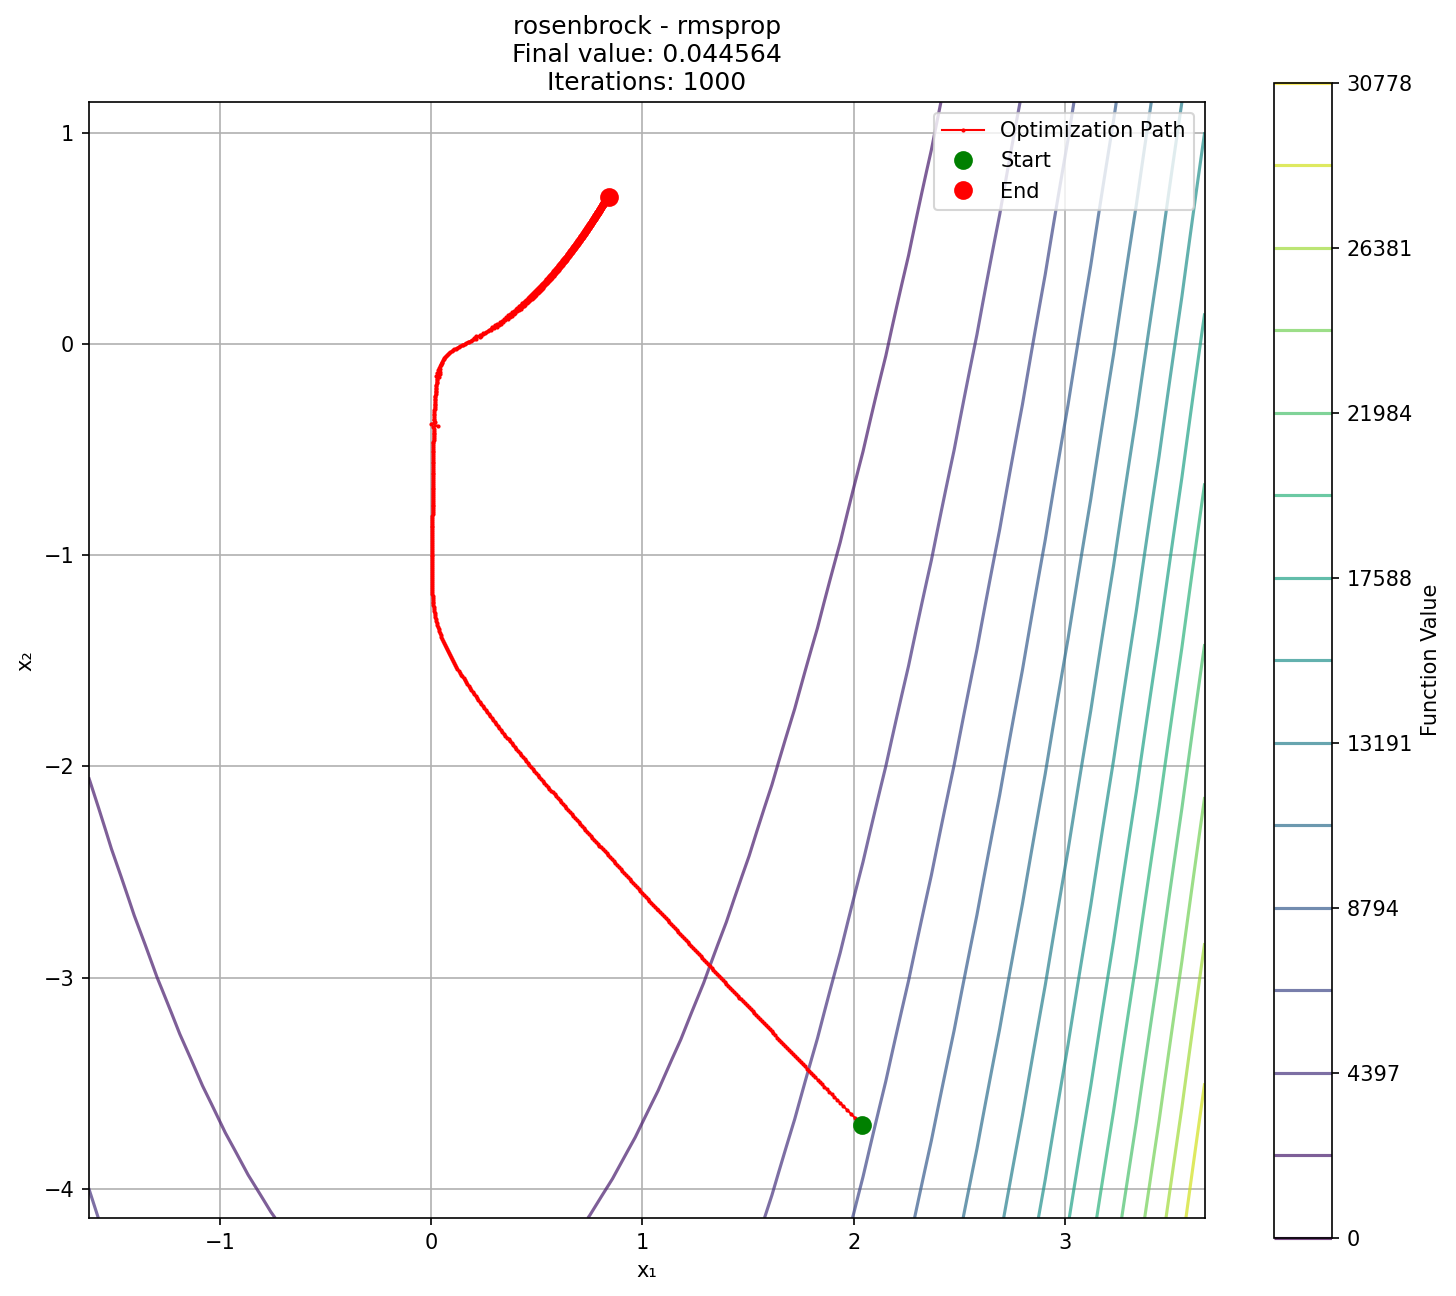 rosenbrock - rmsprop
Final value: 0.044564
Iterations: 1000
Optimization Path
Start
End
1
0
−1
−2
−3
−4
x₂
−1
0
1
2
3
x₁
30778
26381
21984
17588
13191
8794
4397
0
Function Value